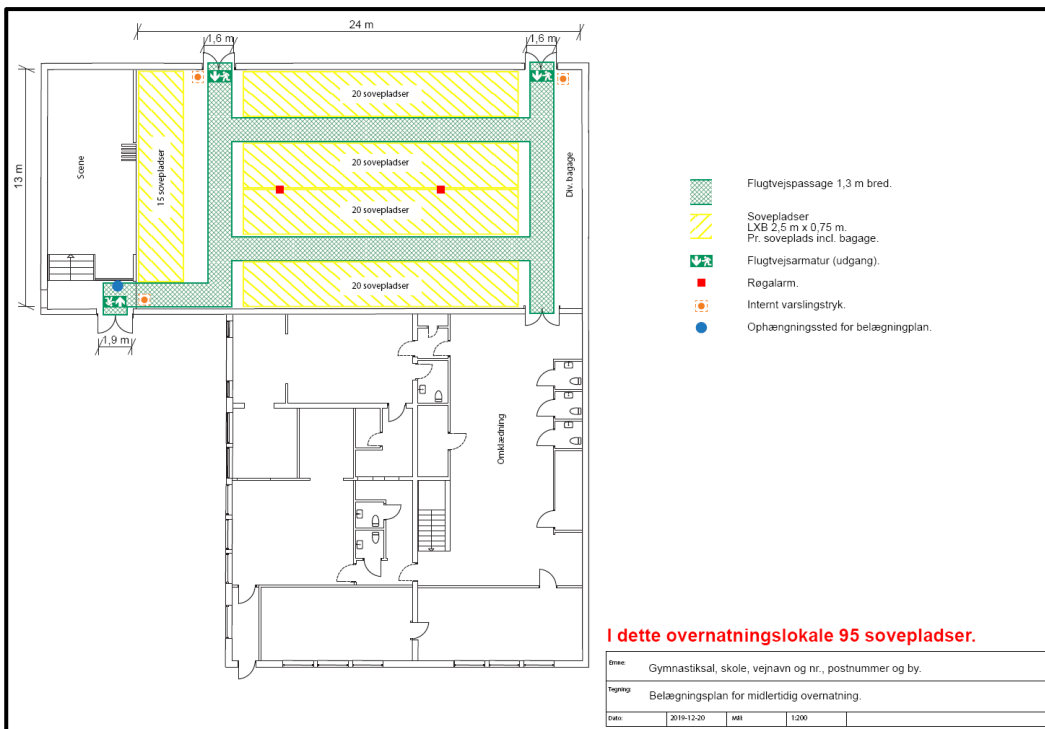 24 m
1,6 m
1,6 m
13 m
Scene
15 sovepladser
20 sovepladser
20 sovepladser
20 sovepladser
20 sovepladser
Div. bagage
1,9 m
Omklædning
Flugtvejspassage 1,3 m bred.
Sovepladser
LXB 2,5 m x 0,75 m.
Pr. soveplads incl. bagage.
Flugtvejsarmatur (udgang).
Røgalarm.
Internt varslingstryk.
Ophængningssted for belægningplan.
I dette overnatningslokale 95 sovepladser.
Emne: Gymnastiksal, skole, vejnavn og nr., postnummer og by.
Tegning: Belægningsplan for midlertidig overnatning.
Dato: 2019-12-20 Mål: 1:200